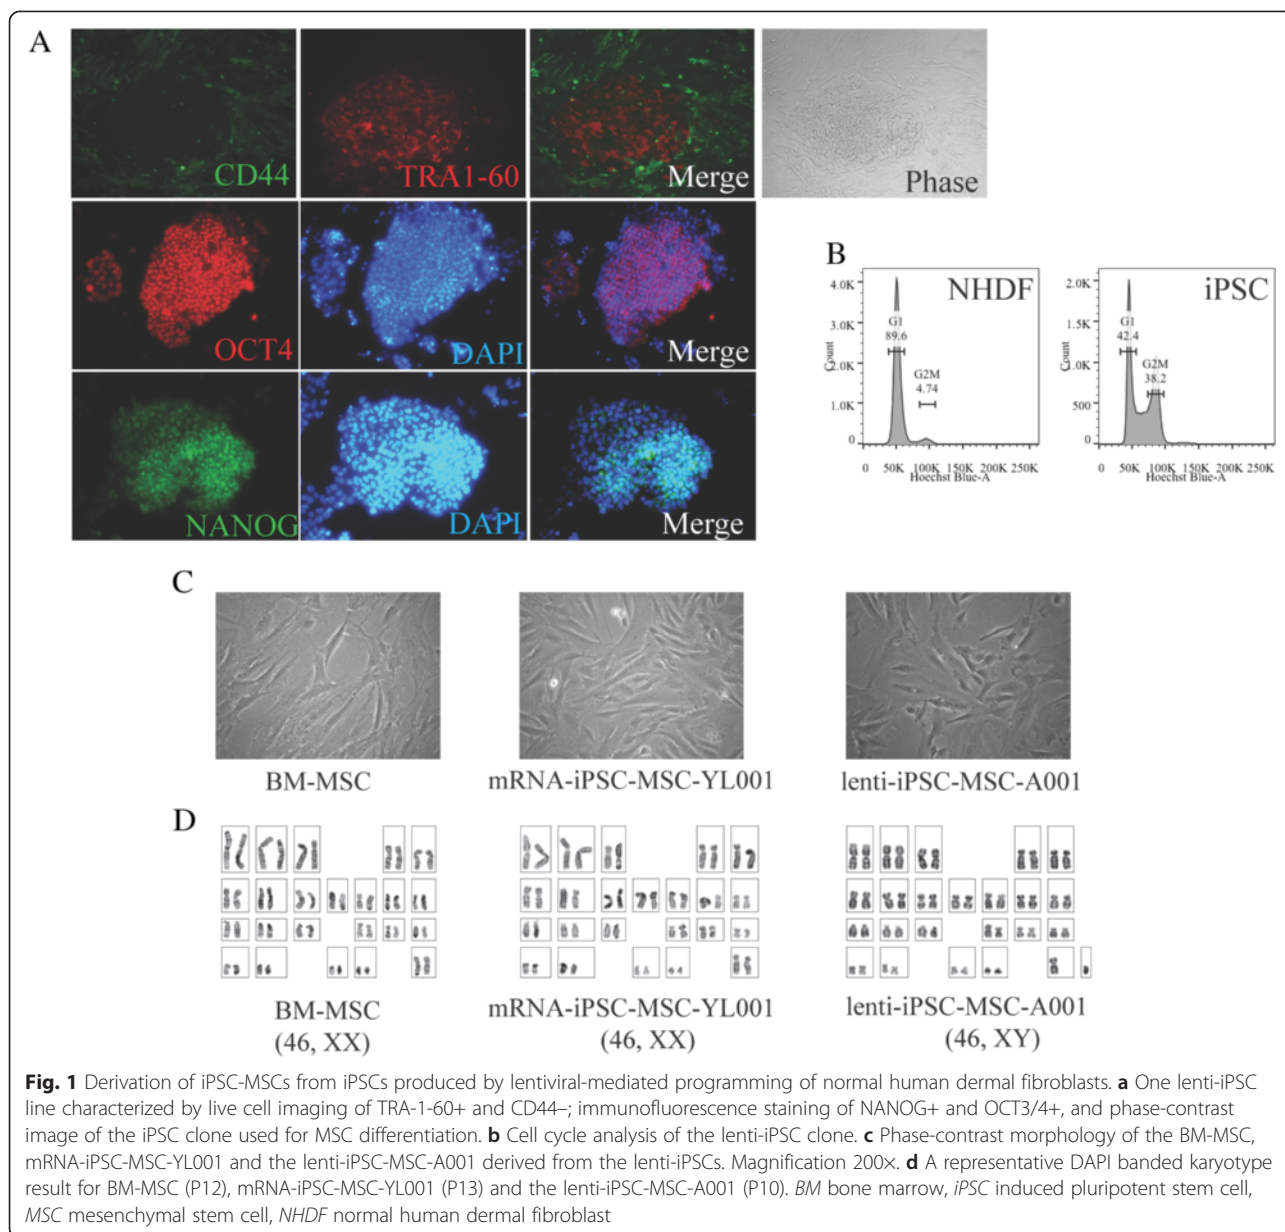 A
CD44
TRA1-60
Merge
Phase
OCT4
DAPI
Merge
NANOG
DAPI
Merge
B
NHDF
4.0K
3.0K
2.0K
1.0K
0
Count
G1
89.6
G2M
4.74
0 50K 100K 150K 200K 250K
Hoechst Blue-A
iPSC
2.0K
1.5K
1.0K
500
0
Count
G1
42.4
G2M
38.2
0 50K 100K 150K 200K 250K
Hoechst Blue-A
C
BM-MSC
mRNA-iPSC-MSC-YL001
lenti-iPSC-MSC-A001
D
BM-MSC
(46, XX)
mRNA-iPSC-MSC-YL001
(46, XX)
lenti-iPSC-MSC-A001
(46, XY)
Fig. 1 Derivation of iPSC-MSCs from iPSCs produced by lentiviral-mediated programming of normal human dermal fibroblasts. a One lenti-iPSC
line characterized by live cell imaging of TRA-1-60+ and CD44–; immunofluorescence staining of NANOG+ and OCT3/4+, and phase-contrast
image of the iPSC clone used for MSC differentiation. b Cell cycle analysis of the lenti-iPSC clone. c Phase-contrast morphology of the BM-MSC,
mRNA-iPSC-MSC-YL001 and the lenti-iPSC-MSC-A001 derived from the lenti-iPSCs. Magnification 200×. d A representative DAPI banded karyotype
result for BM-MSC (P12), mRNA-iPSC-MSC-YL001 (P13) and the lenti-iPSC-MSC-A001 (P10). BM bone marrow, iPSC induced pluripotent stem cell,
MSC mesenchymal stem cell, NHDF normal human dermal fibroblast